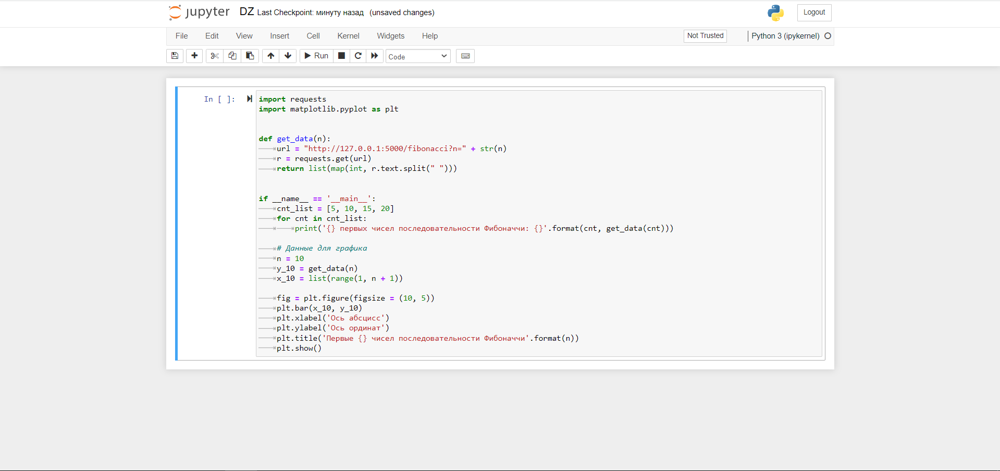 jupyter DZ Last Checkpoint: минуту назад (unsaved changes) Logout
File Edit View Insert Cell Kernel Widgets Help Not Trusted Python 3 (ipykernel)
Run Code
In [ ]:
import requests
import matplotlib.pyplot as plt
def get_data(n):
url = "http://127.0.0.1:5000/fibonacci?n=" + str(n)
r = requests.get(url)
return list(map(int, r.text.split(" ")))
if __name__ == '__main__':
cnt_list = [5, 10, 15, 20]
for cnt in cnt_list:
print('{} первых чисел последовательности Фибоначчи: {}'.format(cnt, get_data(cnt)))
# Данные для графика
n = 10
y_10 = get_data(n)
x_10 = list(range(1, n + 1))
fig = plt.figure(figsize = (10, 5))
plt.bar(x_10, y_10)
plt.xlabel('Ось абсцисс')
plt.ylabel('Ось ординат')
plt.title('Первые {} чисел последовательности Фибоначчи'.format(n))
plt.show()